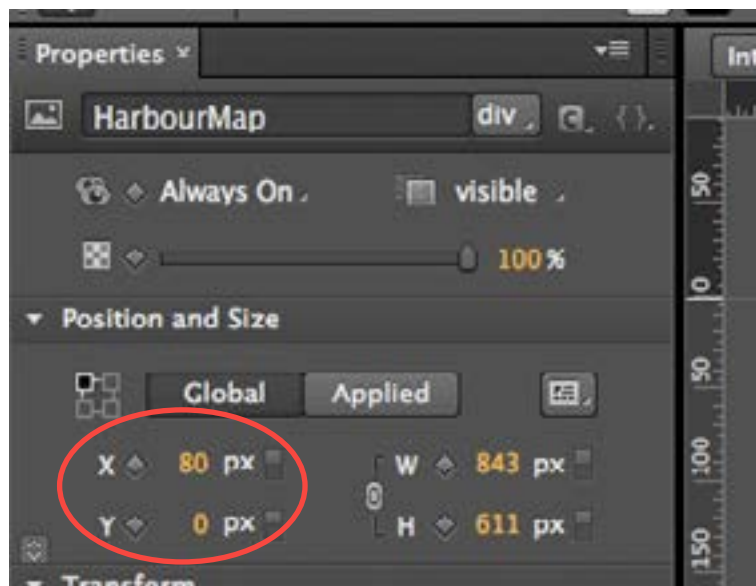 Properties ×
Int
HarbourMap div
Always On visible
100 %
Position and Size
Global Applied
X 80 px W 843 px
Y 0 px H 611 px
Transform
50
0
50
100
150